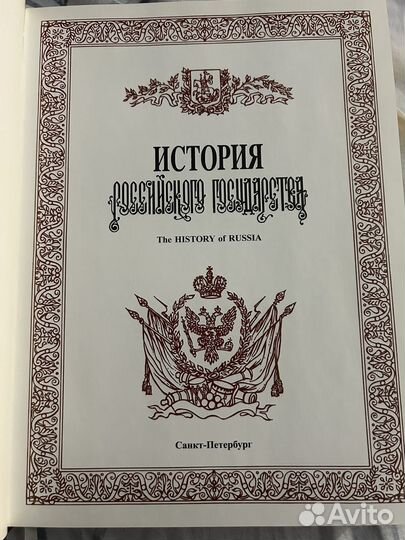 ИСТОРИЯ
РОССИЙСКОГО ГОСУДАРСТВА
The HISTORY of RUSSIA
Санкт-Петербург
Avito